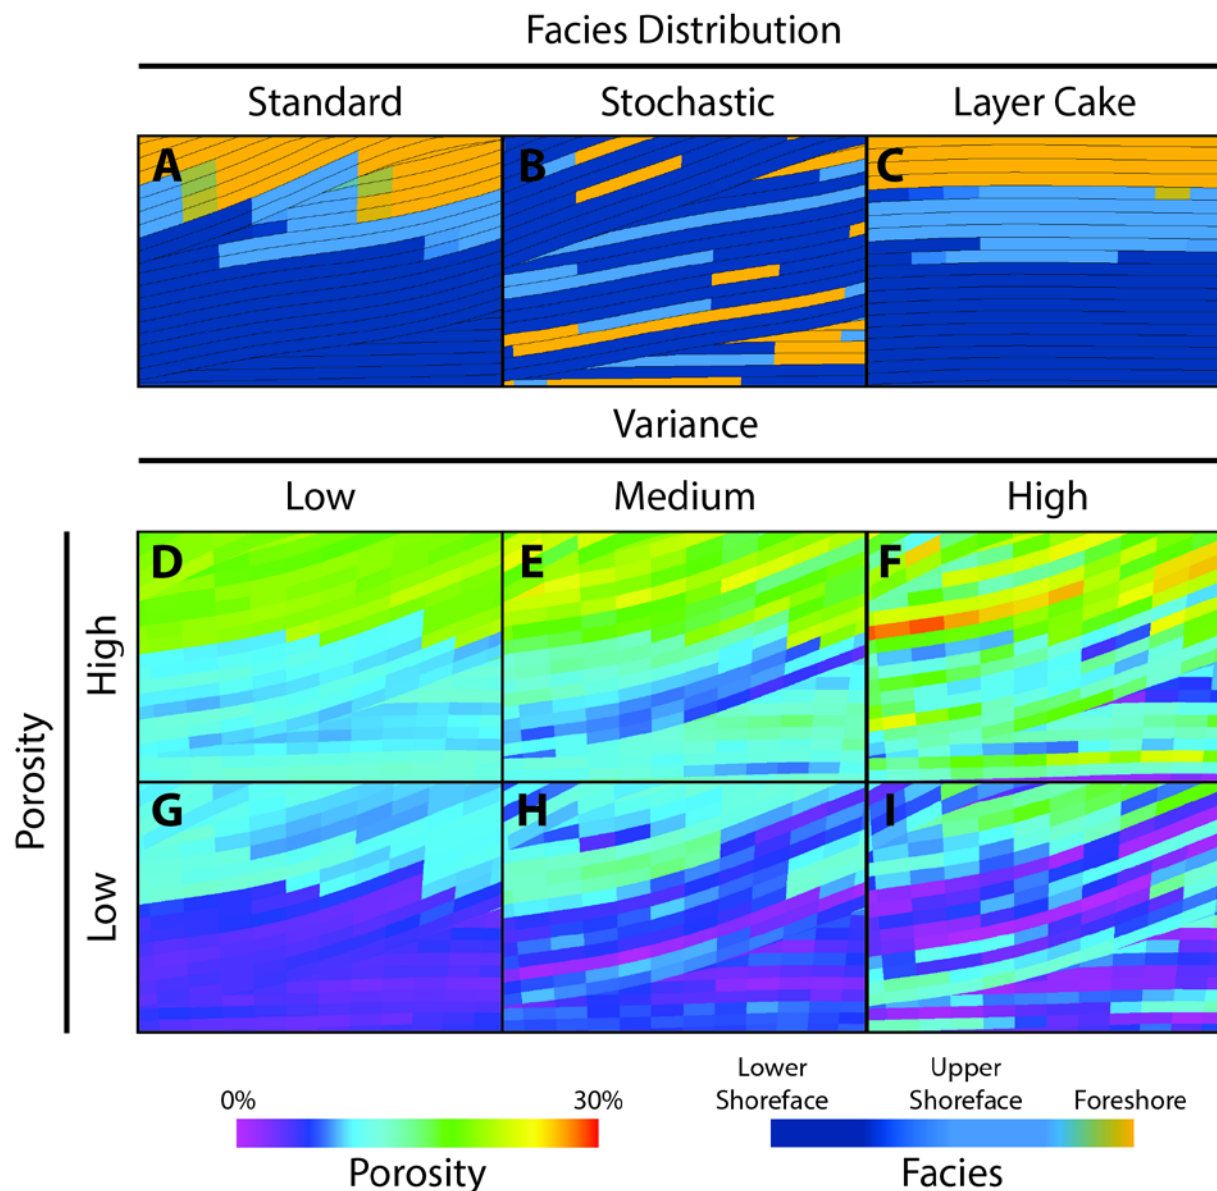 Facies Distribution
Standard Stochastic Layer Cake
A B C
Variance
Low Medium High
Porosity
High
D E F
Low
G H I
0% 30%
Porosity
Lower Shoreface
Upper Shoreface
Foreshore
Facies